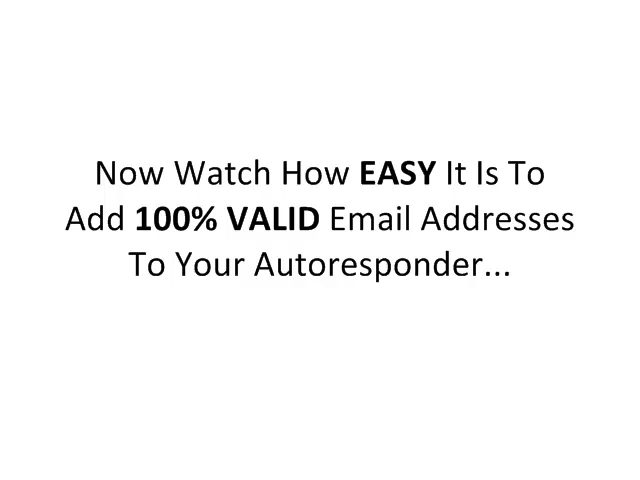 Now Watch How EASY It Is To
Add 100% VALID Email Addresses
To Your Autoresponder...